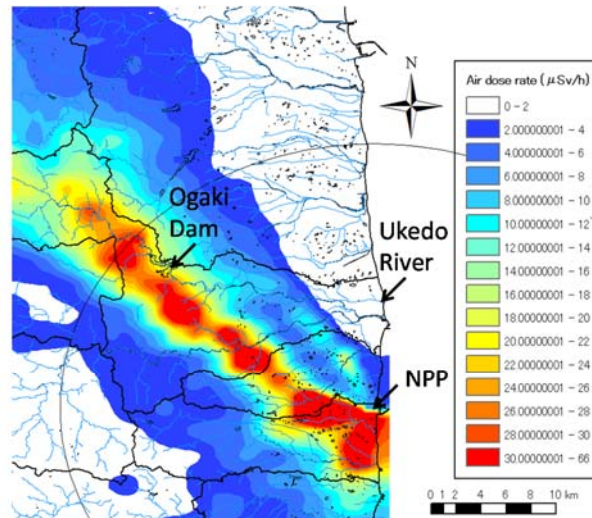 N
Air dose rate (μSv/h)
0 - 2
2.000000001 - 4
4.000000001 - 6
6.000000001 - 8
8.000000001 - 10
10.00000001 - 12
12.00000001 - 14
14.00000001 - 16
16.00000001 - 18
18.00000001 - 20
20.00000001 - 22
22.00000001 - 24
24.00000001 - 26
26.00000001 - 28
28.00000001 - 30
30.00000001 - 66
Ogaki
Dam
Ukedo
River
NPP
0 1 2 4 6 8 10 km